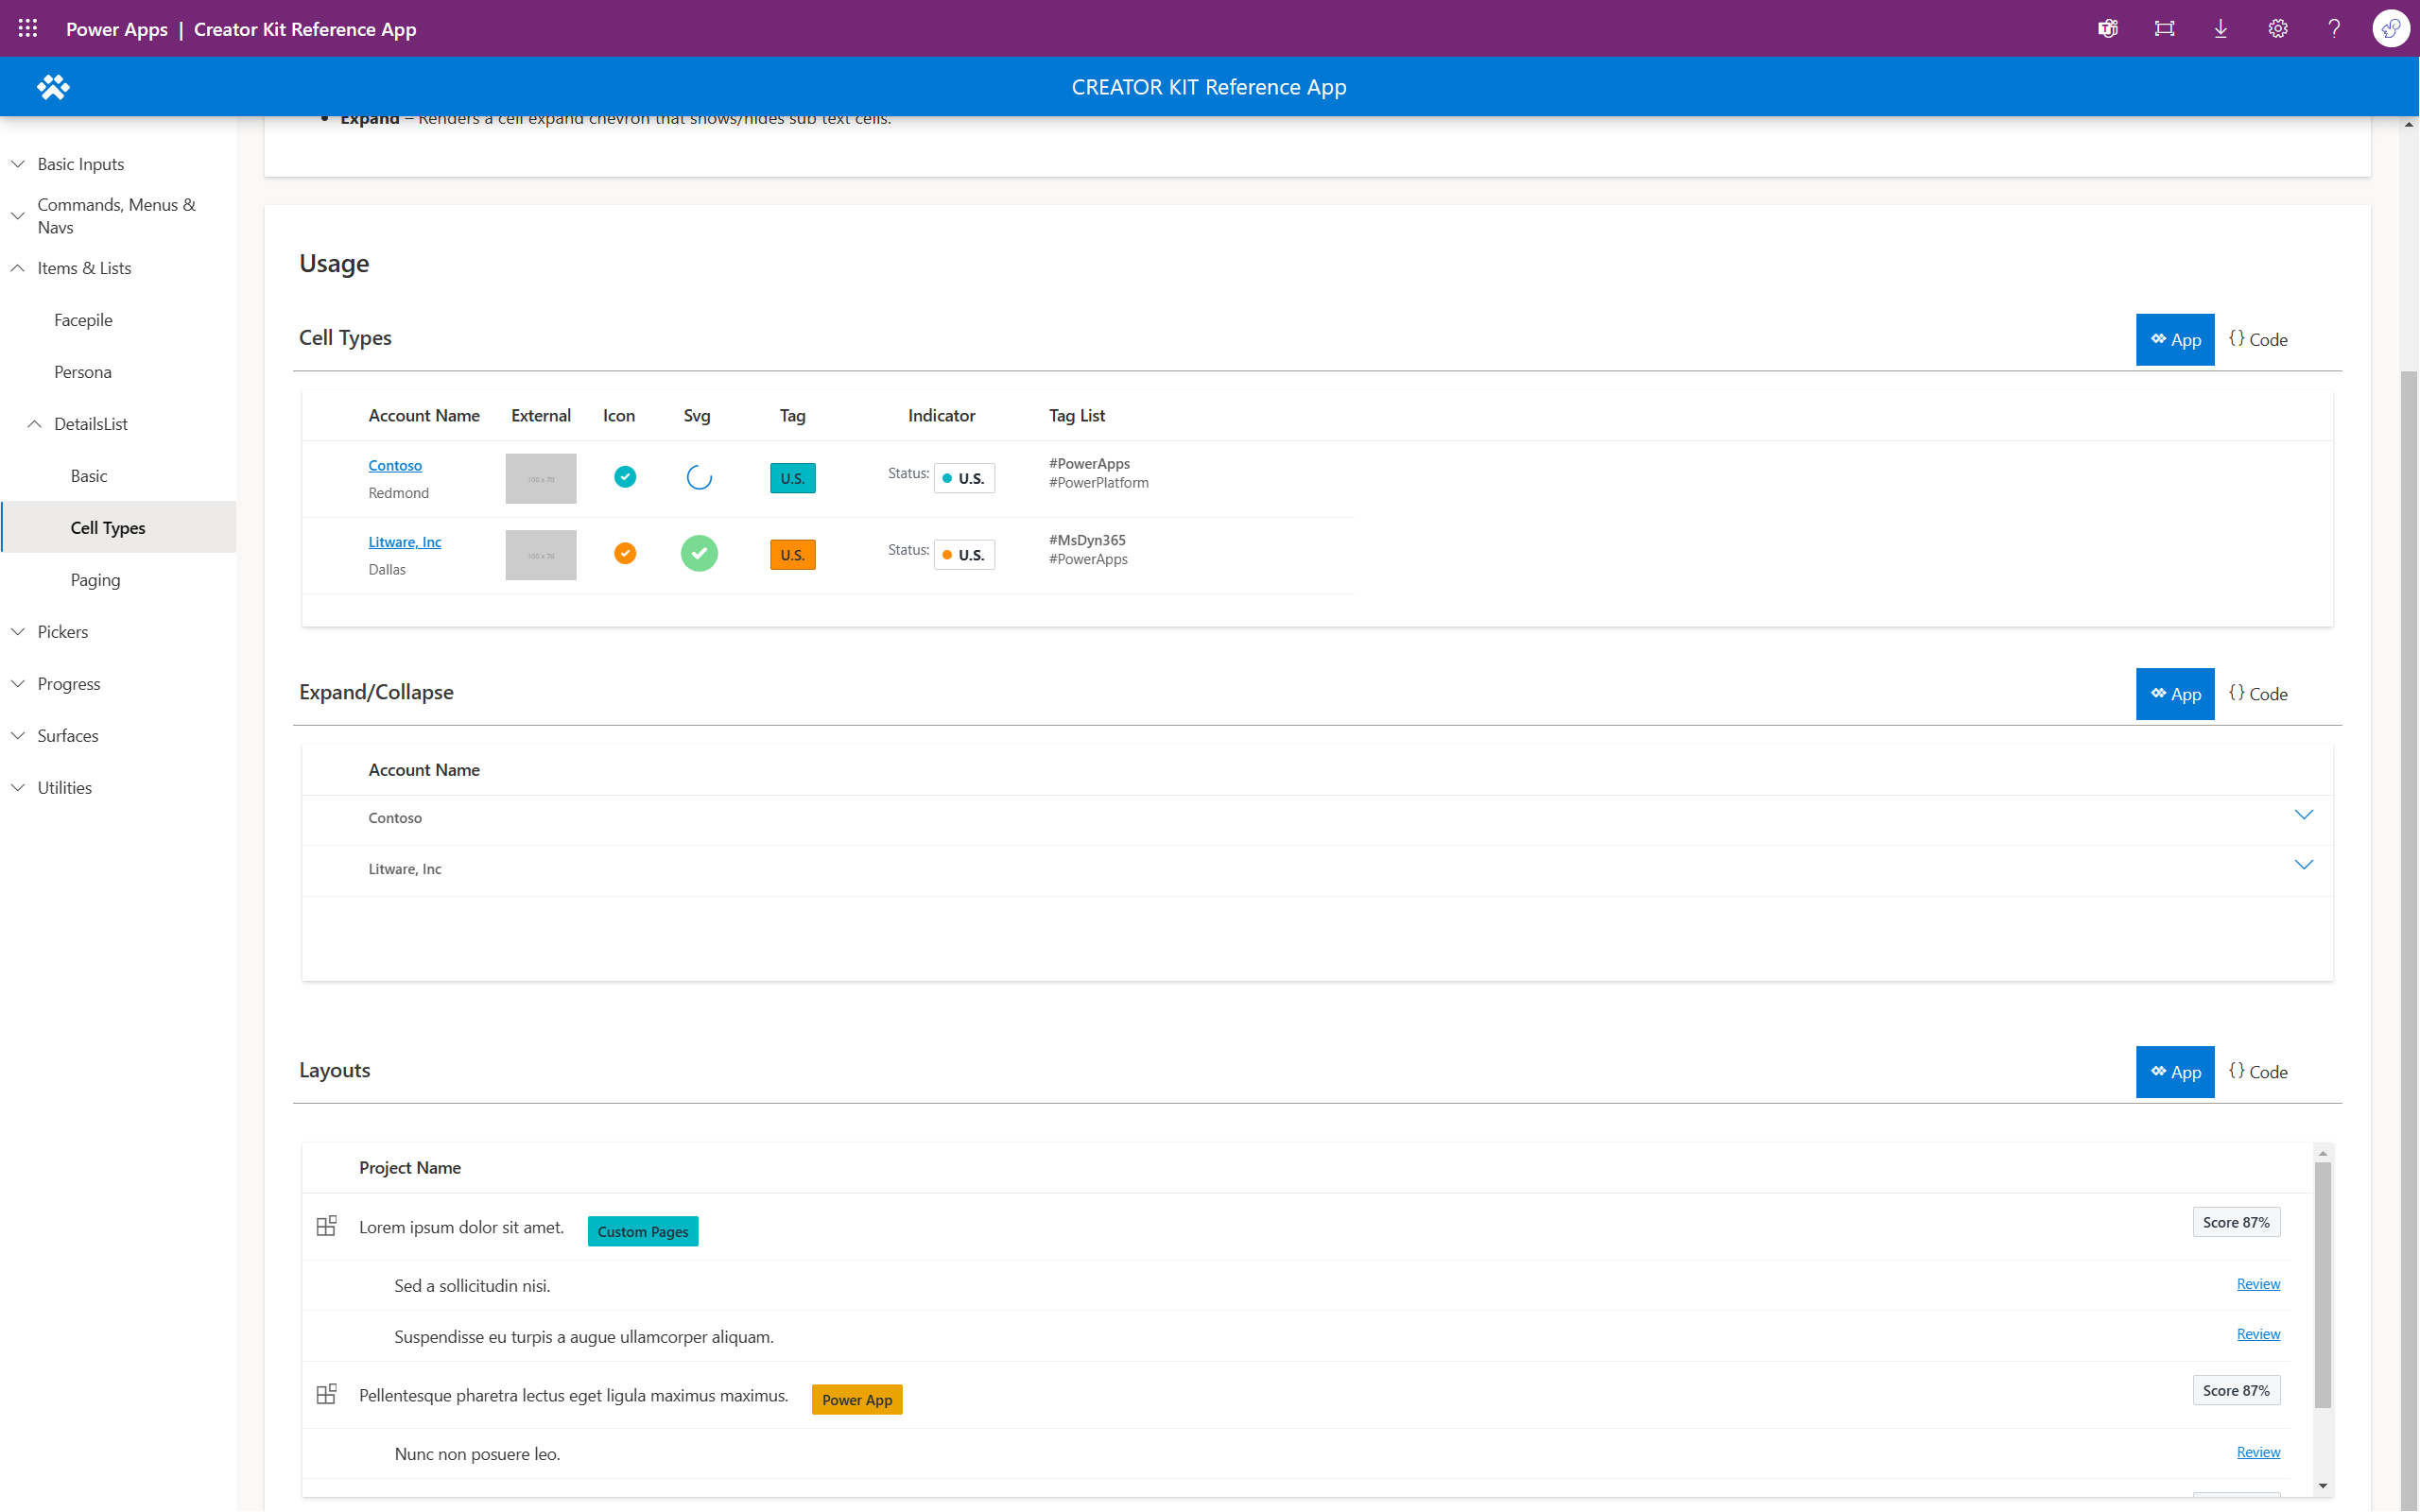 Power Apps | Creator Kit Reference App
CREATOR KIT Reference App
Expand – Renders a cell expand chevron that shows/hides sub text cells.
Basic Inputs
Commands, Menus &
Navs
Items & Lists
Facepile
Persona
DetailsList
Basic
Cell Types
Paging
Pickers
Progress
Surfaces
Utilities
Usage
Cell Types
App
{} Code
Account Name External Icon Svg Tag Indicator Tag List
Contoso
Redmond
100 x 70
U.S.
Status: U.S.
#PowerApps
#PowerPlatform
Litware, Inc
Dallas
100 x 70
U.S.
Status: U.S.
#MsDyn365
#PowerApps
Expand/Collapse
App
{} Code
Account Name
Contoso
Litware, Inc
Layouts
App
{} Code
Project Name
Lorem ipsum dolor sit amet. Custom Pages Score 87%
Sed a sollicitudin nisi. Review
Suspendisse eu turpis a augue ullamcorper aliquam. Review
Pellentesque pharetra lectus eget ligula maximus maximus. Power App Score 87%
Nunc non posuere leo. Review